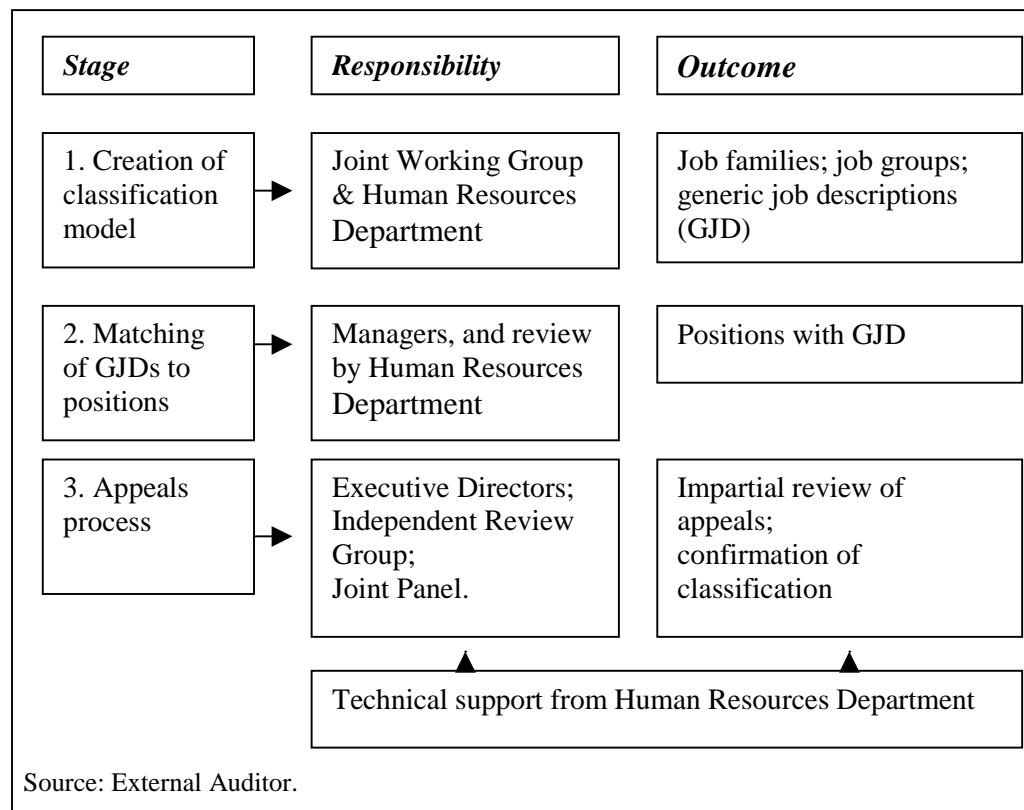 Stage
Responsibility
Outcome
1. Creation of
classification
model
Joint Working Group
& Human Resources
Department
Job families; job groups;
generic job descriptions
(GJD)
2. Matching
of GJDs to
positions
Managers, and review
by Human Resources
Department
Positions with GJD
3. Appeals
process
Executive Directors;
Independent Review
Group;
Joint Panel.
Impartial review of
appeals;
confirmation of
classification
Technical support from Human Resources Department
Source: External Auditor.